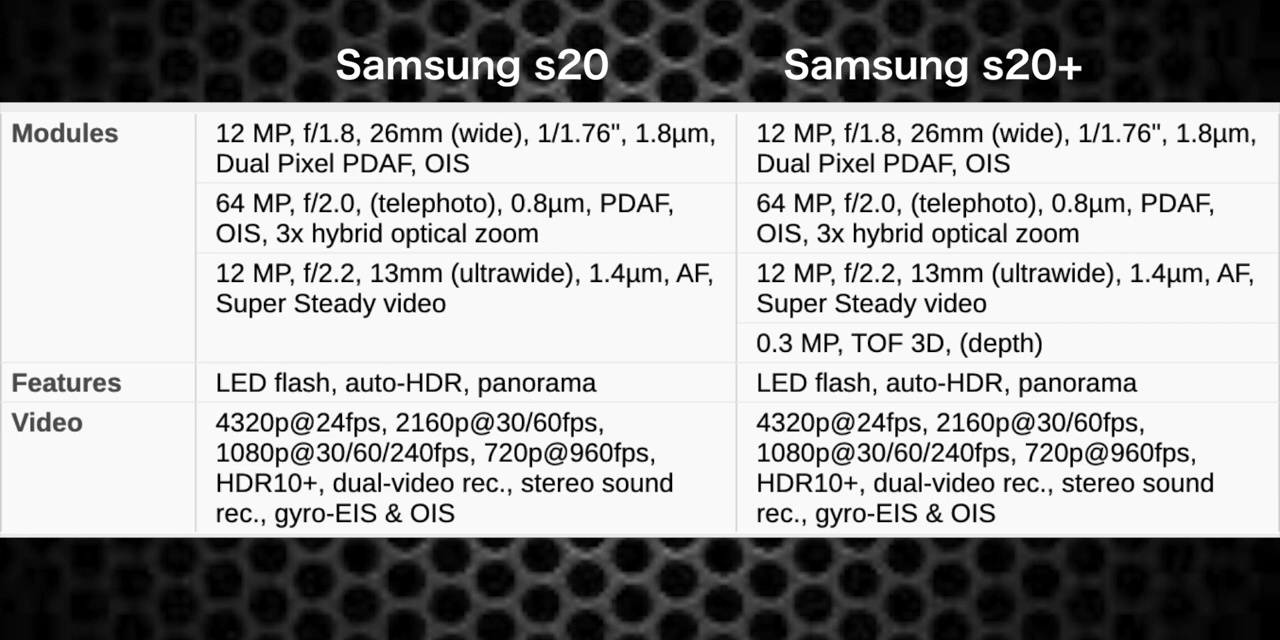 Samsung s20
Samsung s20+
Modules
12 MP, f/1.8, 26mm (wide), 1/1.76", 1.8µm,
Dual Pixel PDAF, OIS
12 MP, f/1.8, 26mm (wide), 1/1.76", 1.8µm,
Dual Pixel PDAF, OIS
64 MP, f/2.0, (telephoto), 0.8µm, PDAF,
OIS, 3x hybrid optical zoom
64 MP, f/2.0, (telephoto), 0.8µm, PDAF,
OIS, 3x hybrid optical zoom
12 MP, f/2.2, 13mm (ultrawide), 1.4µm, AF,
Super Steady video
12 MP, f/2.2, 13mm (ultrawide), 1.4µm, AF,
Super Steady video
0.3 MP, TOF 3D, (depth)
Features
LED flash, auto-HDR, panorama
LED flash, auto-HDR, panorama
Video
4320p@24fps, 2160p@30/60fps,
1080p@30/60/240fps, 720p@960fps,
HDR10+, dual-video rec., stereo sound
rec., gyro-EIS & OIS
4320p@24fps, 2160p@30/60fps,
1080p@30/60/240fps, 720p@960fps,
HDR10+, dual-video rec., stereo sound
rec., gyro-EIS & OIS